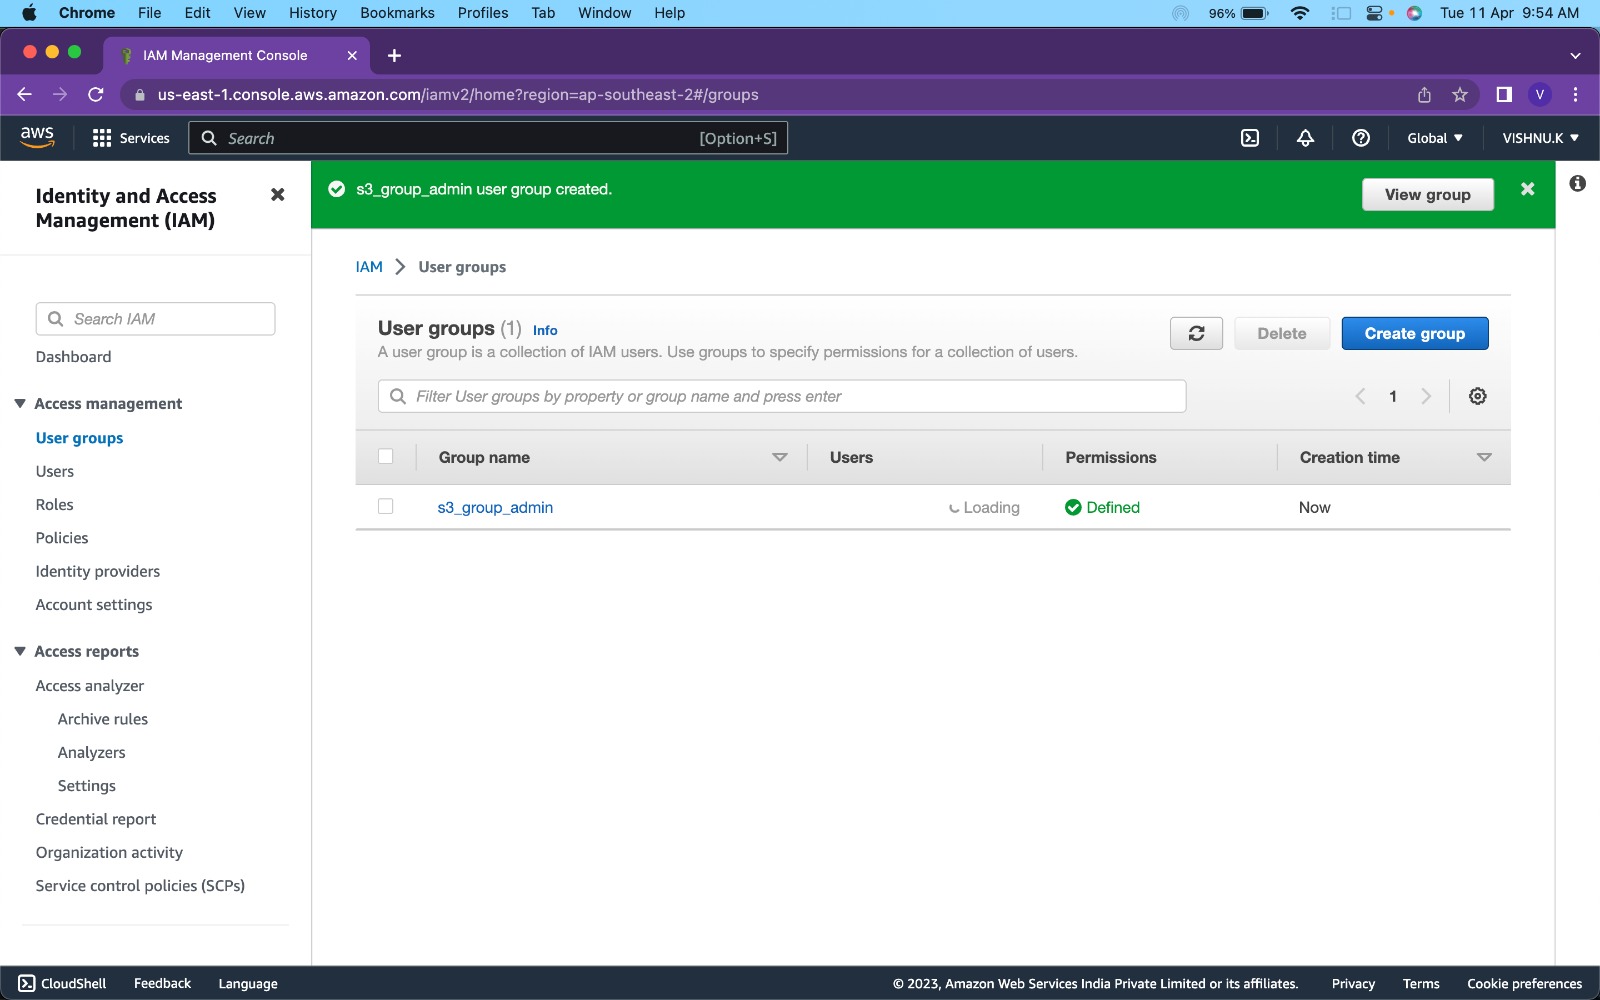 Chrome File Edit View History Bookmarks Profiles Tab Window Help 96% Tue 11 Apr 9:54 AM
IAM Management Console
us-east-1.console.aws.amazon.com/iamv2/home?region=ap-southeast-2#/groups V
aws Services Search [Option+S] Global VISHNU.K
Identity and Access
Management (IAM)
Search IAM
Dashboard
Access management
User groups
Users
Roles
Policies
Identity providers
Account settings
Access reports
Access analyzer
Archive rules
Analyzers
Settings
Credential report
Organization activity
Service control policies (SCPs)
s3_group_admin user group created. View group
IAM User groups
User groups (1) Info
A user group is a collection of IAM users. Use groups to specify permissions for a collection of users.
Delete Create group
Filter User groups by property or group name and press enter 1
Group name Users Permissions Creation time
s3_group_admin Loading Defined Now
CloudShell Feedback Language © 2023, Amazon Web Services India Private Limited or its affiliates. Privacy Terms Cookie preferences